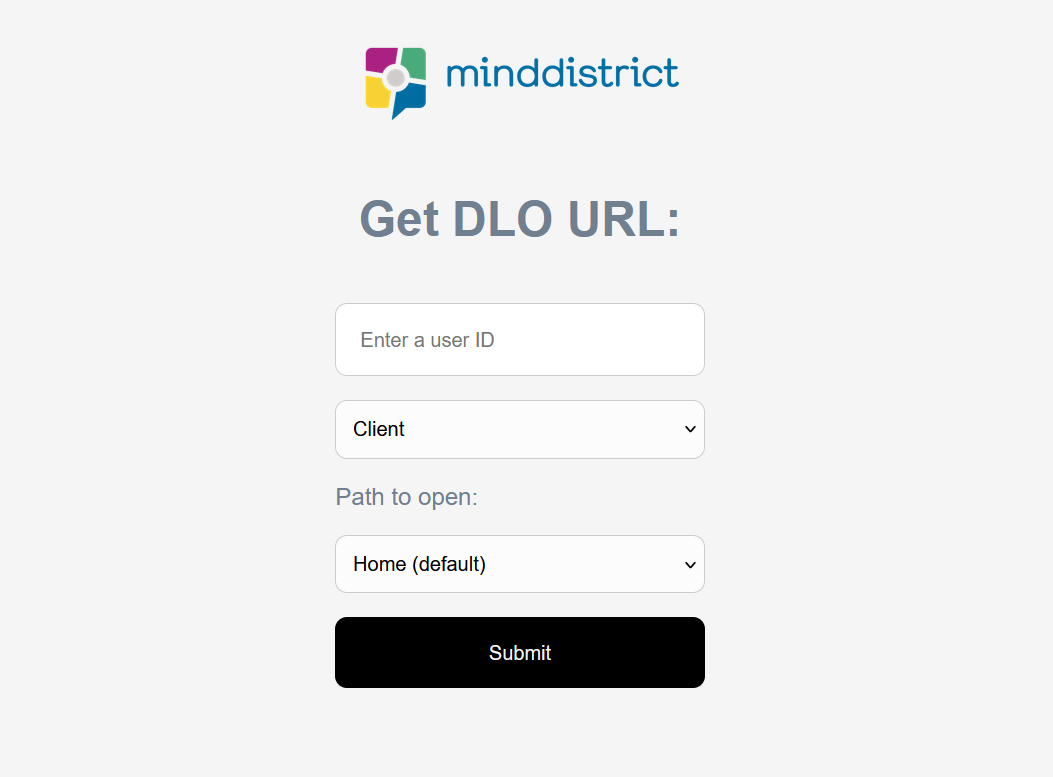 minddistrict
Get DLO URL:
Enter a user ID
Client
Path to open:
Home (default)
Submit